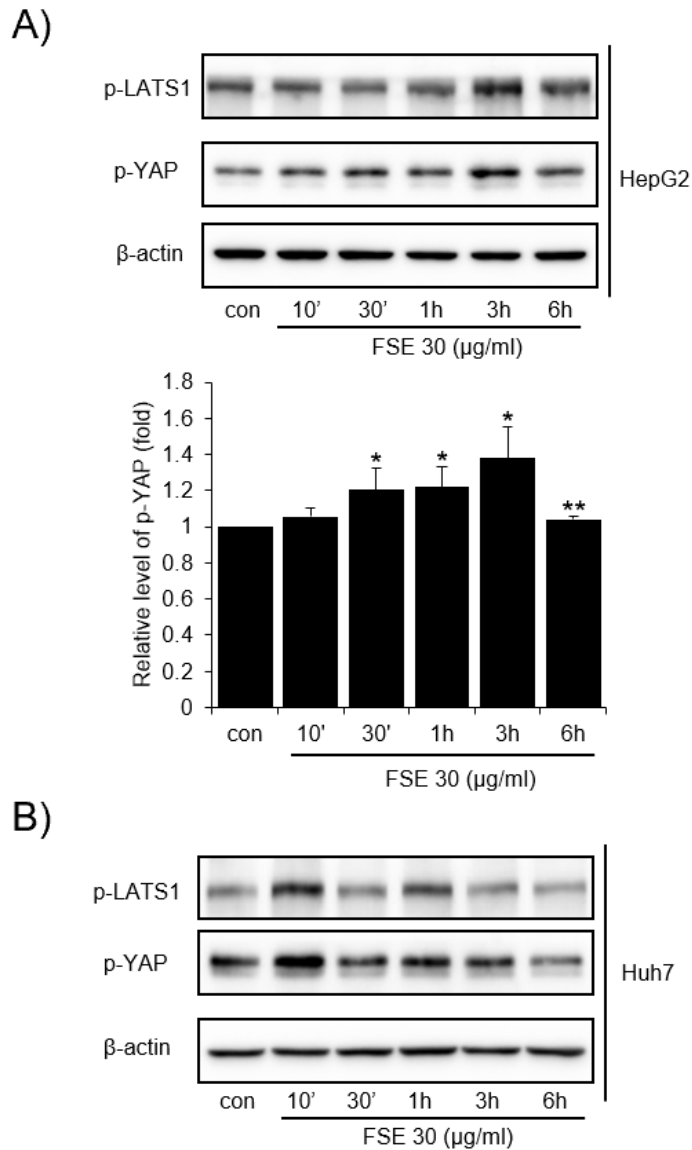 A)
p-LATS1
p-YAP
HepG2
β-actin
con 10’ 30’ 1h 3h 6h
FSE 30 (μg/ml)
Relative level of p-YAP (fold)
1.8
1.6
1.4
1.2
1
0.8
0.6
0.4
0.2
0
* * * **
con 10' 30' 1h 3h 6h
FSE 30 (μg/ml)
B)
p-LATS1
p-YAP
Huh7
β-actin
con 10’ 30’ 1h 3h 6h
FSE 30 (μg/ml)